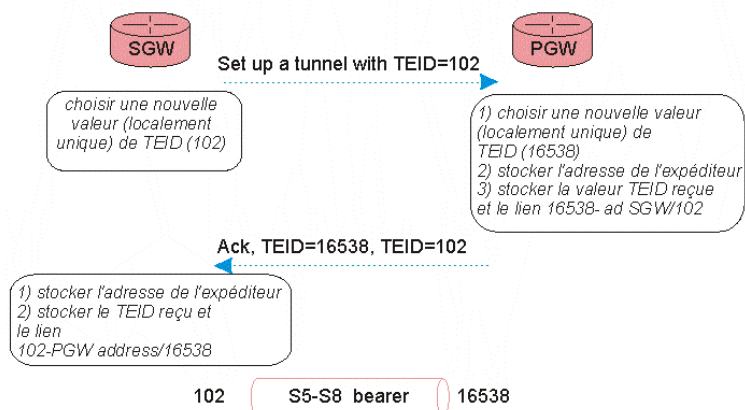 SGW
PGW
Set up a tunnel with TEID=102
choisir une nouvelle
valeur (localement
unique) de TEID (102)
1) choisir une nouvelle valeur
(localement unique) de
TEID (16538)
2) stocker l'adresse de l'expéditeur
3) stocker la valeur TEID reçue
et le lien 16538- ad SGW/102
Ack, TEID=16538, TEID=102
1) stocker l'adresse de l'expéditeur
2) stocker le TEID reçu et
le lien
102-PGW address/16538
102
S5-S8 bearer
16538